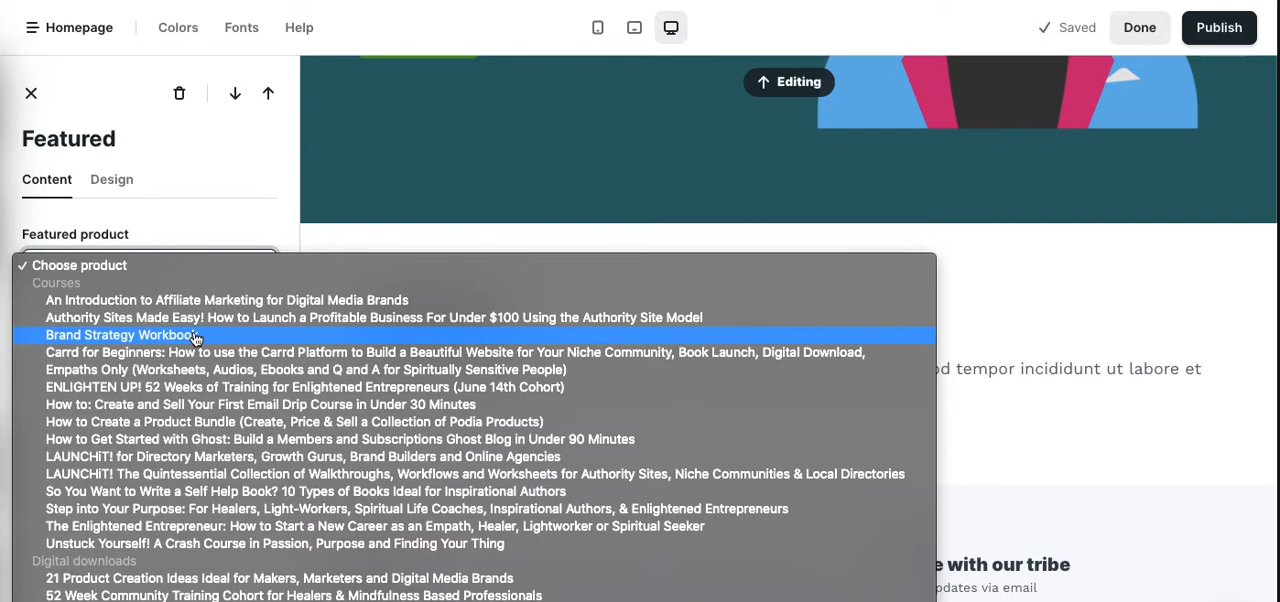 Homepage
Colors
Fonts
Help
Saved
Done
Publish
Editing
Featured
Content
Design
Featured product
Choose product
Courses
An Introduction to Affiliate Marketing for Digital Media Brands
Authority Sites Made Easy! How to Launch a Profitable Business For Under $100 Using the Authority Site Model
Brand Strategy Workbook
Carrd for Beginners: How to use the Carrd Platform to Build a Beautiful Website for Your Niche Community, Book Launch, Digital Download,
Empaths Only (Worksheets, Audios, Ebooks and Q and A for Spiritually Sensitive People)
ENLIGHTEN UP! 52 Weeks of Training for Enlightened Entrepreneurs (June 14th Cohort)
How to: Create and Sell Your First Email Drip Course in Under 30 Minutes
How to Create a Product Bundle (Create, Price & Sell a Collection of Podia Products)
How to Get Started with Ghost: Build a Members and Subscriptions Ghost Blog in Under 90 Minutes
LAUNCHiT! for Directory Marketers, Growth Gurus, Brand Builders and Online Agencies
LAUNCHiT! The Quintessential Collection of Walkthroughs, Workflows and Worksheets for Authority Sites, Niche Communities & Local Directories
So You Want to Write a Self Help Book? 10 Types of Books Ideal for Inspirational Authors
Step into Your Purpose: For Healers, Light-Workers, Spiritual Life Coaches, Inspirational Authors, & Enlightened Entrepreneurs
The Enlightened Entrepreneur: How to Start a New Career as an Empath, Healer, Lightworker or Spiritual Seeker
Unstuck Yourself! A Crash Course in Passion, Purpose and Finding Your Thing
Digital downloads
21 Product Creation Ideas Ideal for Makers, Marketers and Digital Media Brands
52 Week Community Training Cohort for Healers & Mindfulness Based Professionals
tempor incididunt ut labore et
with our tribe
via email